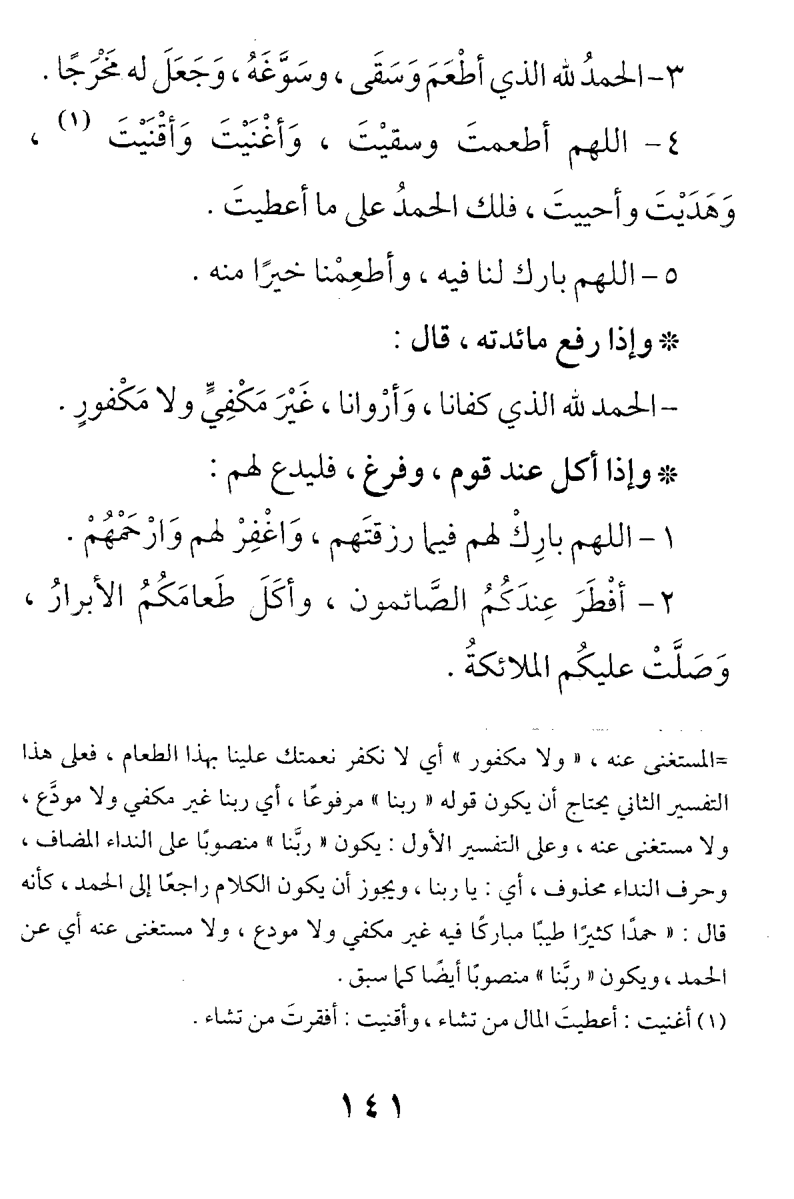 ٣- الحمدُ لله الذي أطْعَمَ وَسَقَى ، وسَوَّغَهُ ، وَجَعَلَ له مَخْرَجًا .
٤- اللهم أطعمتَ وسقيْتَ ، وَأغْنَيْتَ وَأقْنَيْتَ (١) ،
وَهَدَيْتَ وأحييتَ ، فلك الحمدُ على ما أعطيتَ .
٥- اللهم بارك لنا فيه ، وأطعِمْنا خيرًا منه .
* وإذا رفع مائدته ، قال :
- الحمد لله الذي كفانا ، وَأرْوانا ، غَيْرَ مَكْفِيٍّ ولا مَكْفورٍ .
* وإذا أكل عند قوم ، وفرغ ، فليدع لهم :
١- اللهم بارِكْ لهم فيما رزقتَهم ، وَاغْفِرْ لهم وَارْحَمْهُمْ .
٢- أفْطَرَ عِندَكُمُ الصَّائمون ، وأكَلَ طَعامَكُمُ الأبرارُ ،
وَصَلَّتْ عليكُم الملائكةُ .
=المستغنى عنه ، « ولا مكفور » أي لا نكفر نعمتك علينا بهذا الطعام ، فعلى هذا
التفسير الثاني يحتاج أن يكون قوله « ربنا » مرفوعًا ، أي ربنا غير مكفي ولا مودَّع ،
ولا مستغنى عنه ، وعلى التفسير الأول : يكون « ربَّنا » منصوبًا على النداء المضاف ،
وحرف النداء محذوف ، أي : يا ربنا ، ويجوز أن يكون الكلام راجعًا إلى الحمد ، كأنه
قال : « حمدًا كثيرًا طيبًا مباركًا فيه غير مكفي ولا مودع ، ولا مستغنى عنه أي عن
الحمد ، ويكون « ربَّنا » منصوبًا أيضًا كما سبق .
(١) أغنيت : أعطيتَ المال من تشاء ، وأقنيت : أفقرتَ من تشاء .
١٤١